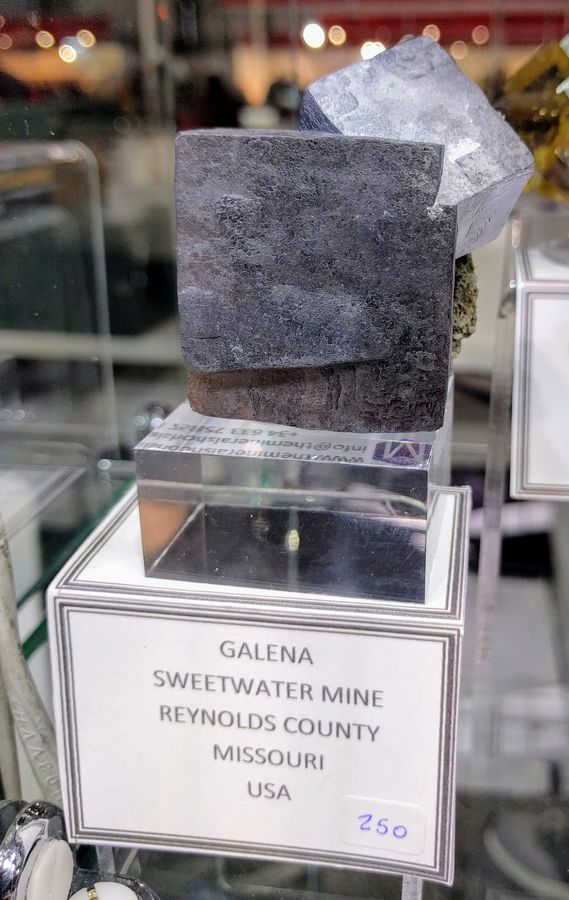 GALENA
SWEETWATER MINE
REYNOLDS COUNTY
MISSOURI
USA
250